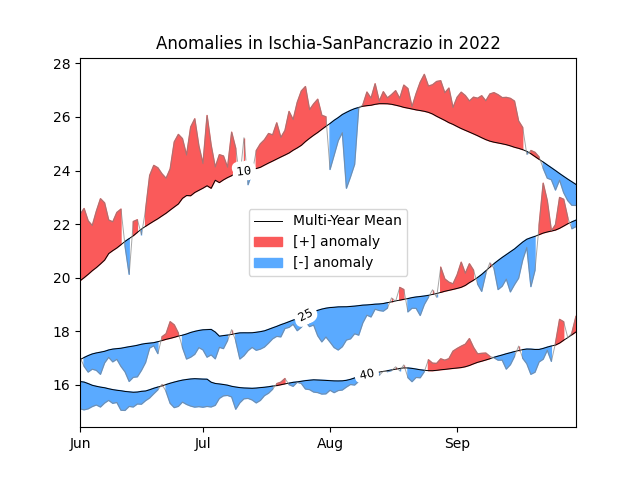 Anomalies in Ischia-SanPancrazio in 2022
28
26
24
22
20
18
16
10
25
40
Multi-Year Mean
[+] anomaly
[-] anomaly
Jun Jul Aug Sep